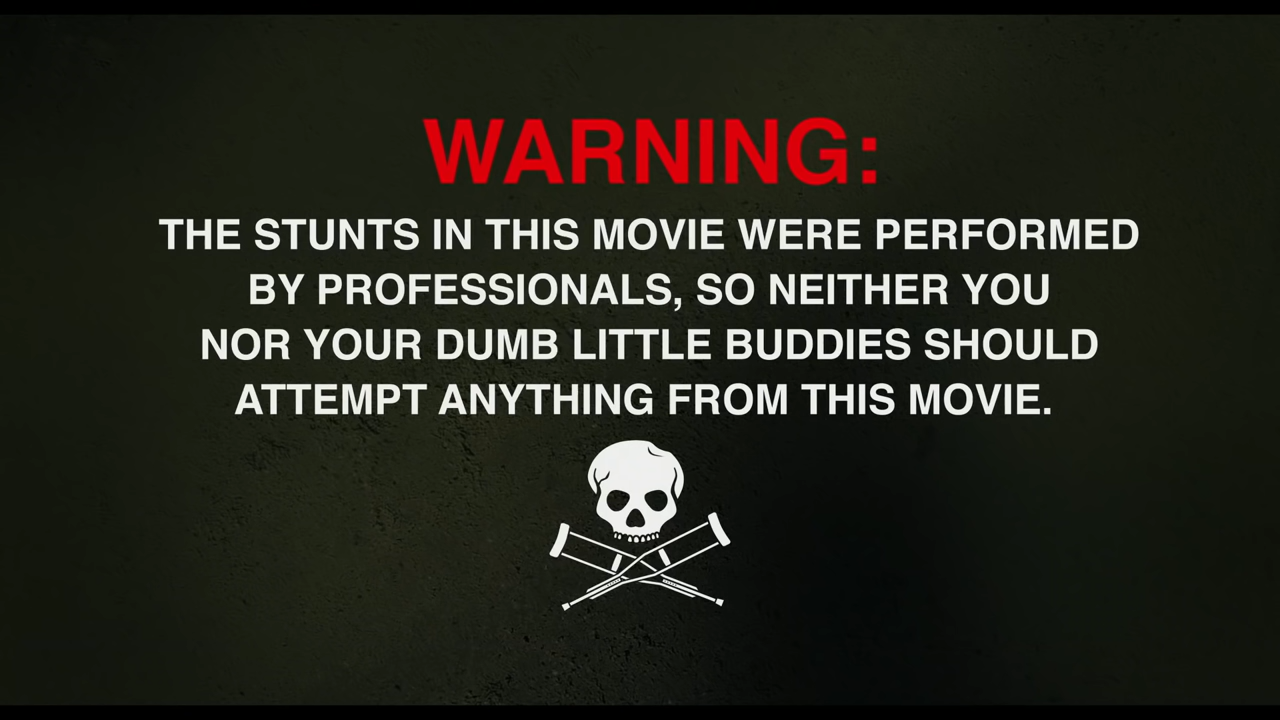 WARNING:
THE STUNTS IN THIS MOVIE WERE PERFORMED
BY PROFESSIONALS, SO NEITHER YOU
NOR YOUR DUMB LITTLE BUDDIES SHOULD
ATTEMPT ANYTHING FROM THIS MOVIE.